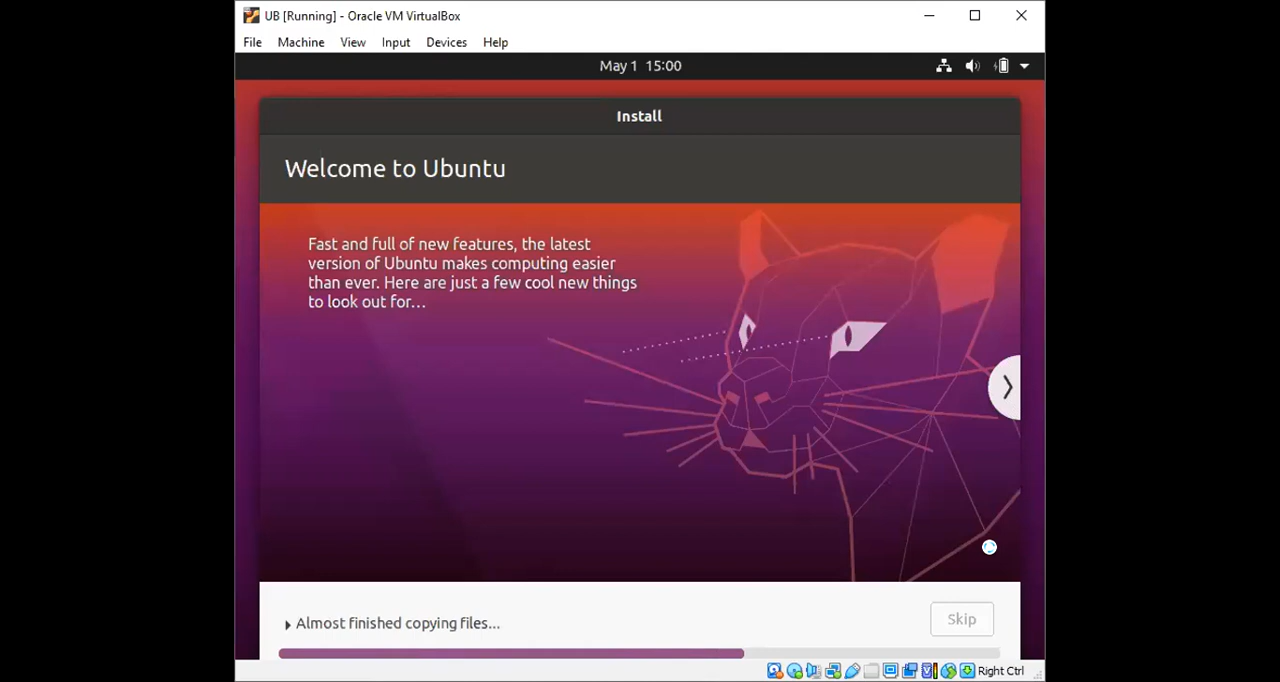 UB [Running] - Oracle VM VirtualBox
File Machine View Input Devices Help
May 1 15:00
Install
Welcome to Ubuntu
Fast and full of new features, the latest
version of Ubuntu makes computing easier
than ever. Here are just a few cool new things
to look out for…
Almost finished copying files...
Skip
Right Ctrl